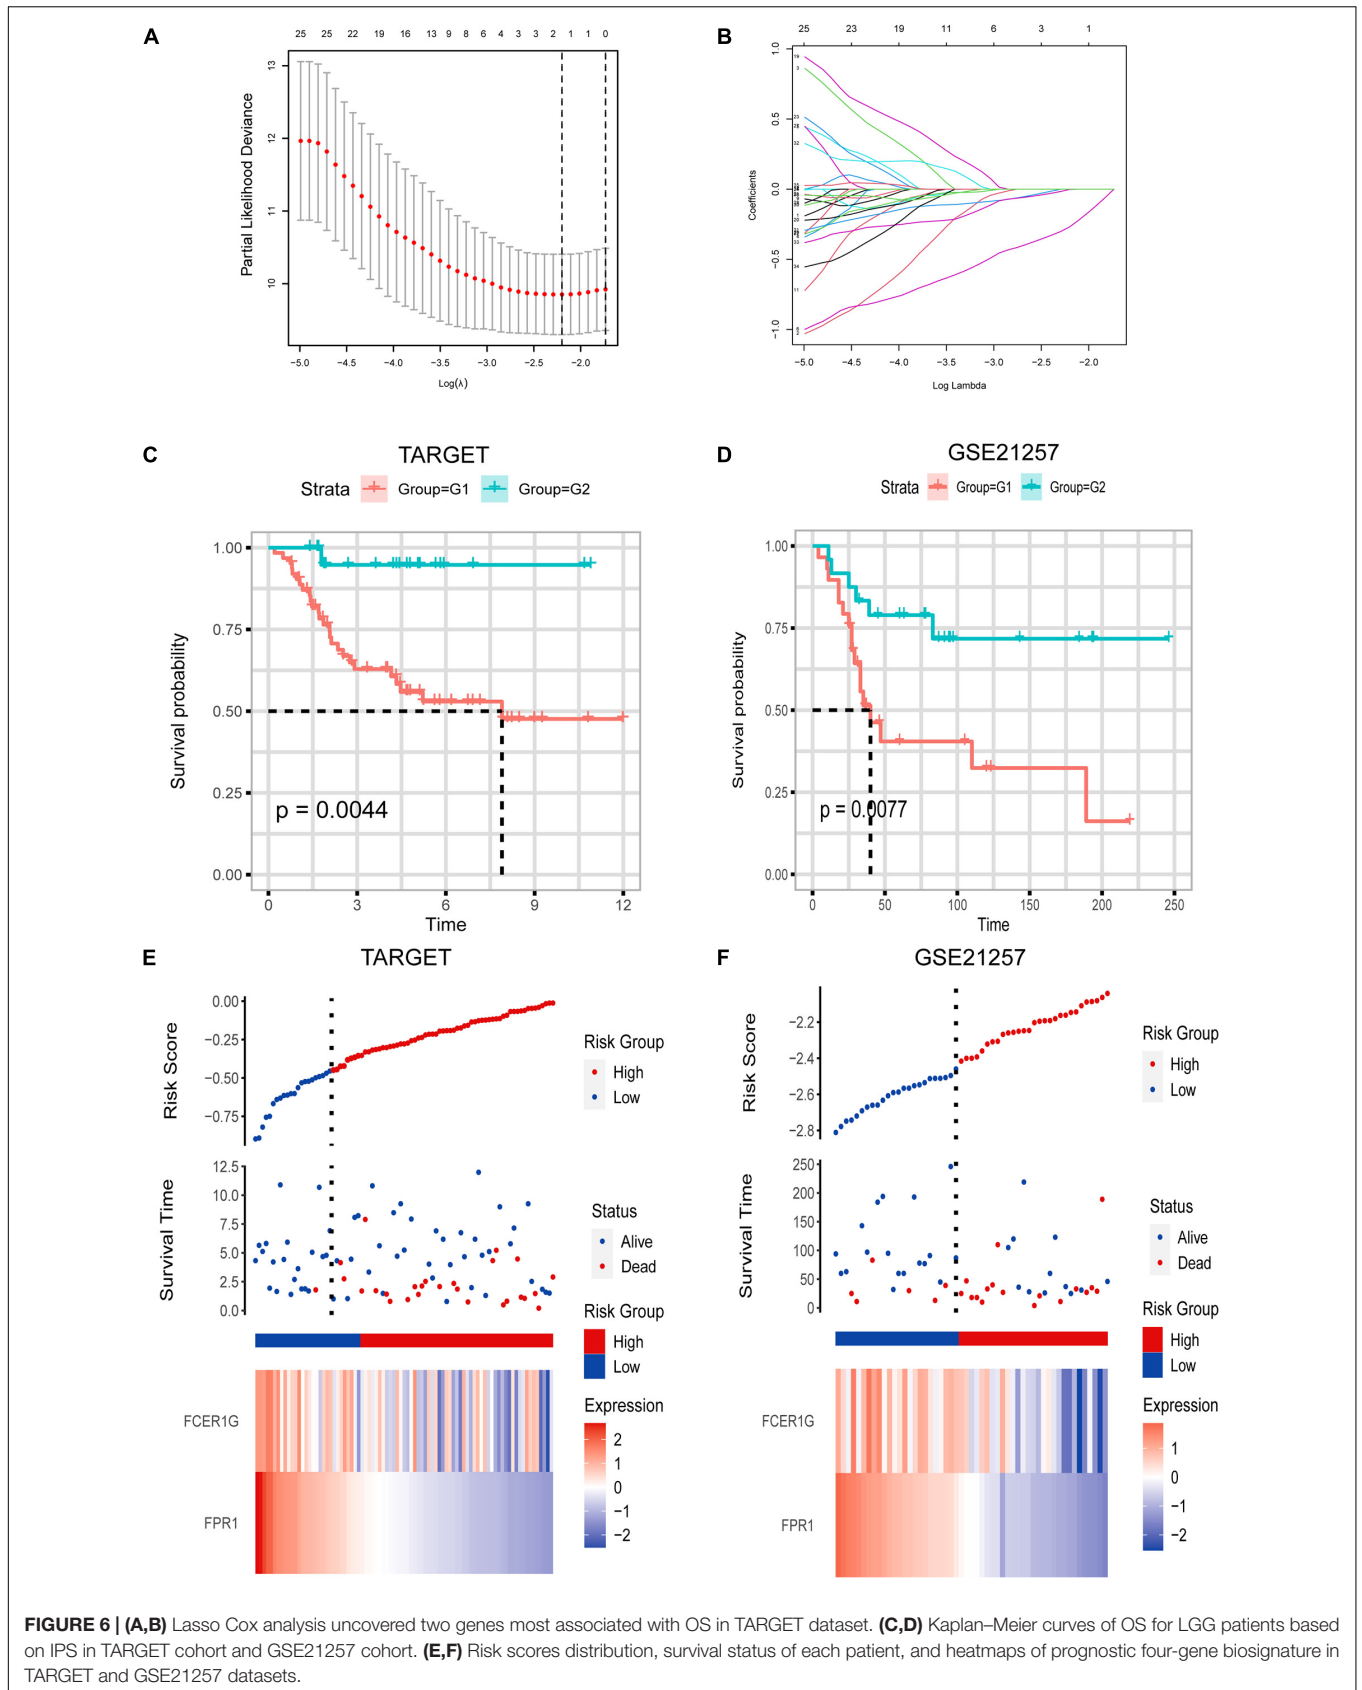 A
25 25 22 19 16 13 9 8 6 4 3 2 1 1 0
Partial Likelihood Deviance
13
12
11
10
−5.0 −4.5 −4.0 −3.5 −3.0 −2.5 −2.0
Log(λ)
B
25 23 19 11 6 3 1
Coefficients
1.0
0.5
0.0
−0.5
−1.0
−5.0 −4.5 −4.0 −3.5 −3.0 −2.5 −2.0
Log Lambda
C
TARGET
Strata Group=G1 Group=G2
Survival probability
1.00
0.75
0.50
0.25
0.00
p = 0.0044
0 3 6 9 12
Time
D
GSE21257
Strata Group=G1 Group=G2
Survival probability
1.00
0.75
0.50
0.25
0.00
p = 0.0077
0 50 100 150 200 250
Time
E
TARGET
Risk Score
0.00
−0.25
−0.50
−0.75
Risk Group
High
Low
Survival Time
12.5
10.0
7.5
5.0
2.5
0.0
Status
Alive
Dead
Risk Group
High
Low
FCER1G
FPR1
Expression
2
1
0
−1
−2
F
GSE21257
Risk Score
−2.2
−2.4
−2.6
−2.8
Risk Group
High
Low
Survival Time
250
200
150
100
50
0
Status
Alive
Dead
Risk Group
High
Low
FCER1G
FPR1
Expression
1
0
−1
−2
FIGURE 6 | (A,B) Lasso Cox analysis uncovered two genes most associated with OS in TARGET dataset. (C,D) Kaplan–Meier curves of OS for LGG patients based
on IPS in TARGET cohort and GSE21257 cohort. (E,F) Risk scores distribution, survival status of each patient, and heatmaps of prognostic four-gene biosignature in
TARGET and GSE21257 datasets.